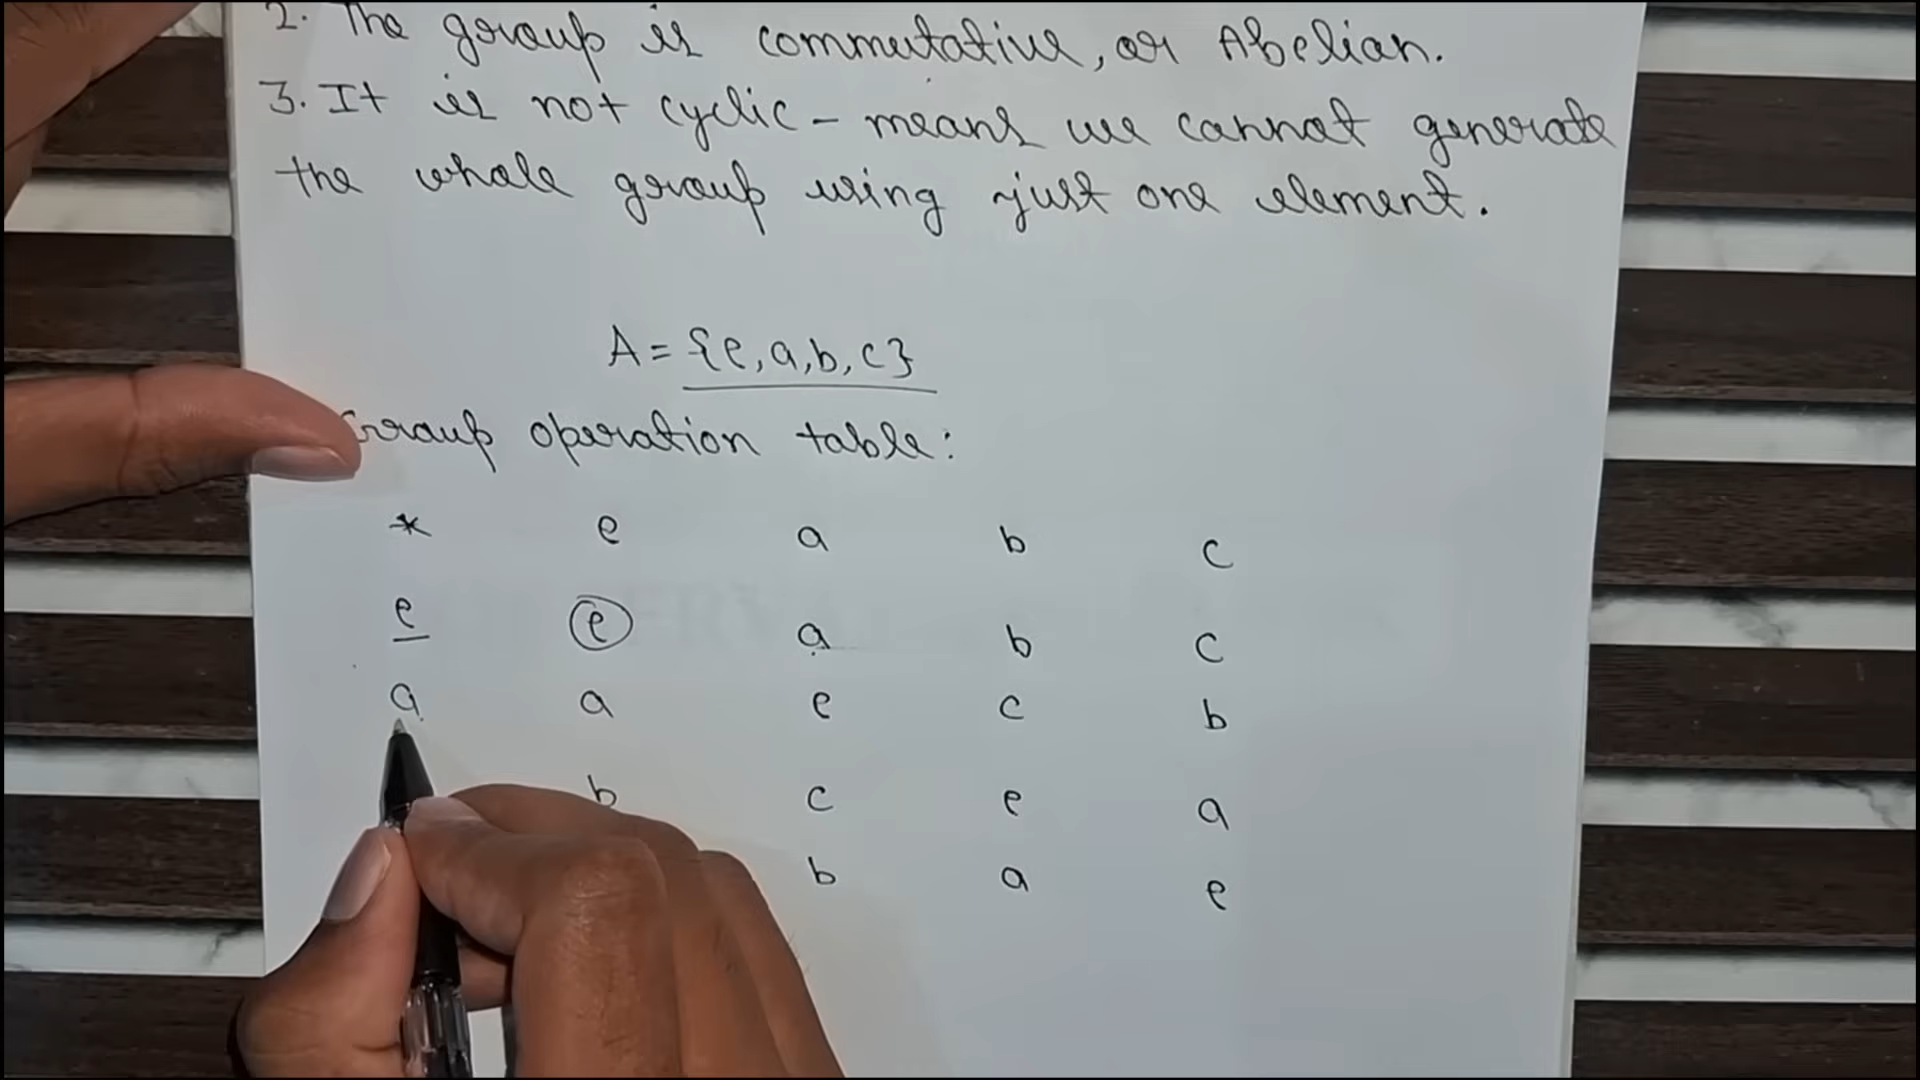 2. The group is commutative, or Abelian.
3. It is not cyclic - means we cannot generate
the whole group using just one element.
A = {e, a, b, c}
Group operation table:
* e a b c
e e a b c
a a e c b
b c e a
b a e